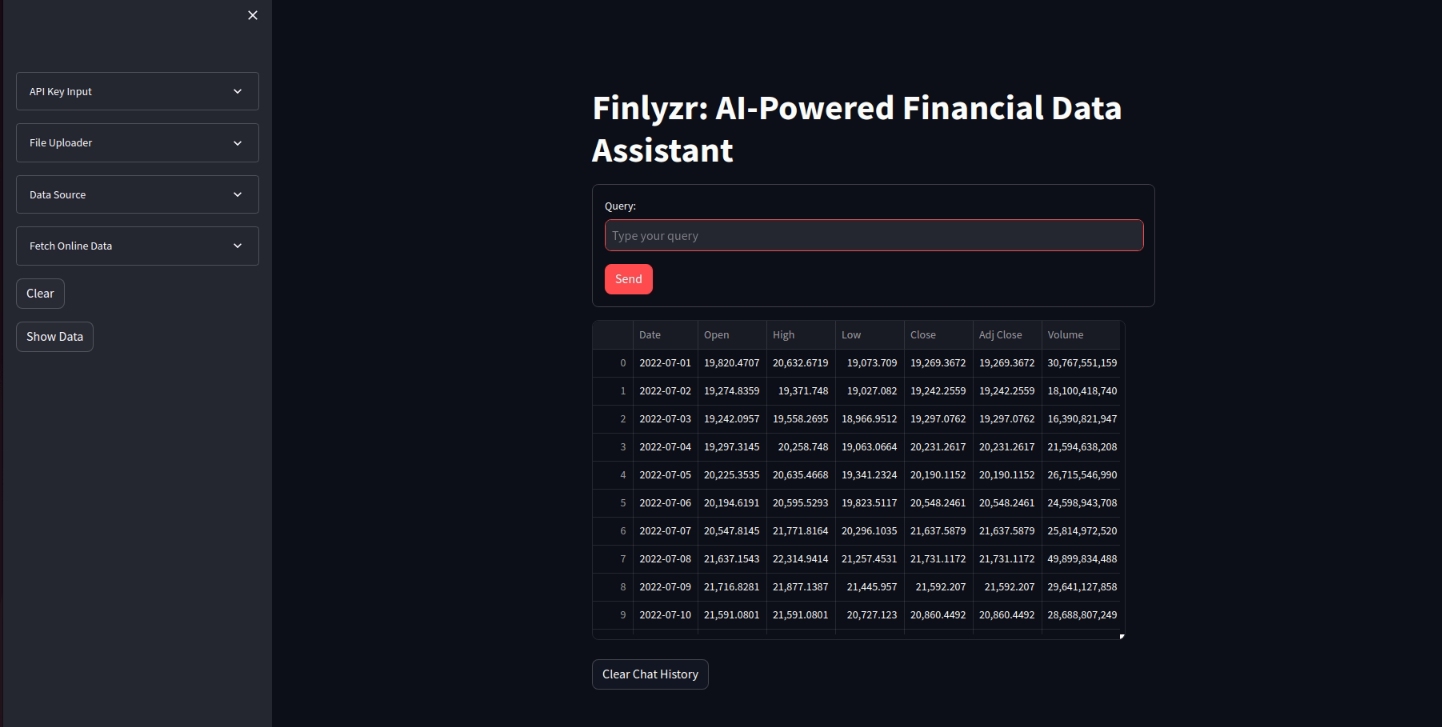 API Key Input
File Uploader
Data Source
Fetch Online Data
Clear
Show Data
Finlyzr: AI-Powered Financial Data
Assistant
Query:
Type your query
Send
Date Open High Low Close Adj Close Volume
0 2022-07-01 19,820.4707 20,632.6719 19,073.709 19,269.3672 19,269.3672 30,767,551,159
1 2022-07-02 19,274.8359 19,371.748 19,027.082 19,242.2559 19,242.2559 18,100,418,740
2 2022-07-03 19,242.0957 19,558.2695 18,966.9512 19,297.0762 19,297.0762 16,390,821,947
3 2022-07-04 19,297.3145 20,258.748 19,063.0664 20,231.2617 20,231.2617 21,594,638,208
4 2022-07-05 20,225.3535 20,635.4668 19,341.2324 20,190.1152 20,190.1152 26,715,546,990
5 2022-07-06 20,194.6191 20,595.5293 19,823.5117 20,548.2461 20,548.2461 24,598,943,708
6 2022-07-07 20,547.8145 21,771.8164 20,296.1035 21,637.5879 21,637.5879 25,814,972,520
7 2022-07-08 21,637.1543 22,314.9414 21,257.4531 21,731.1172 21,731.1172 49,899,834,488
8 2022-07-09 21,716.8281 21,877.1387 21,445.957 21,592.207 21,592.207 29,641,127,858
9 2022-07-10 21,591.0801 21,591.0801 20,727.123 20,860.4492 20,860.4492 28,688,807,249
Clear Chat History